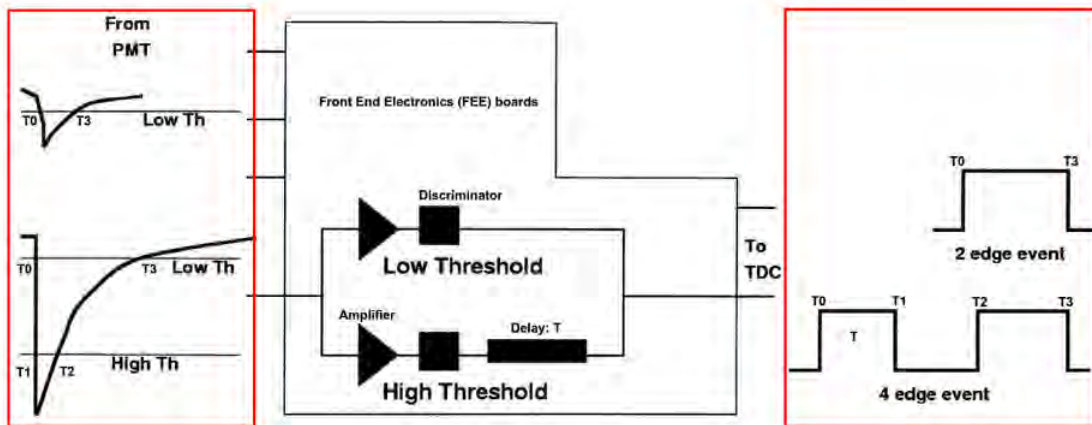 From
PMT
T0
T3
Low Th
T0
T3
Low Th
T1
T2
High Th
Front End Electronics (FEE) boards
Discriminator
Low Threshold
Amplifier
Delay: T
High Threshold
To
TDC
T0
T3
2 edge event
T0
T1
T2
T3
T
4 edge event